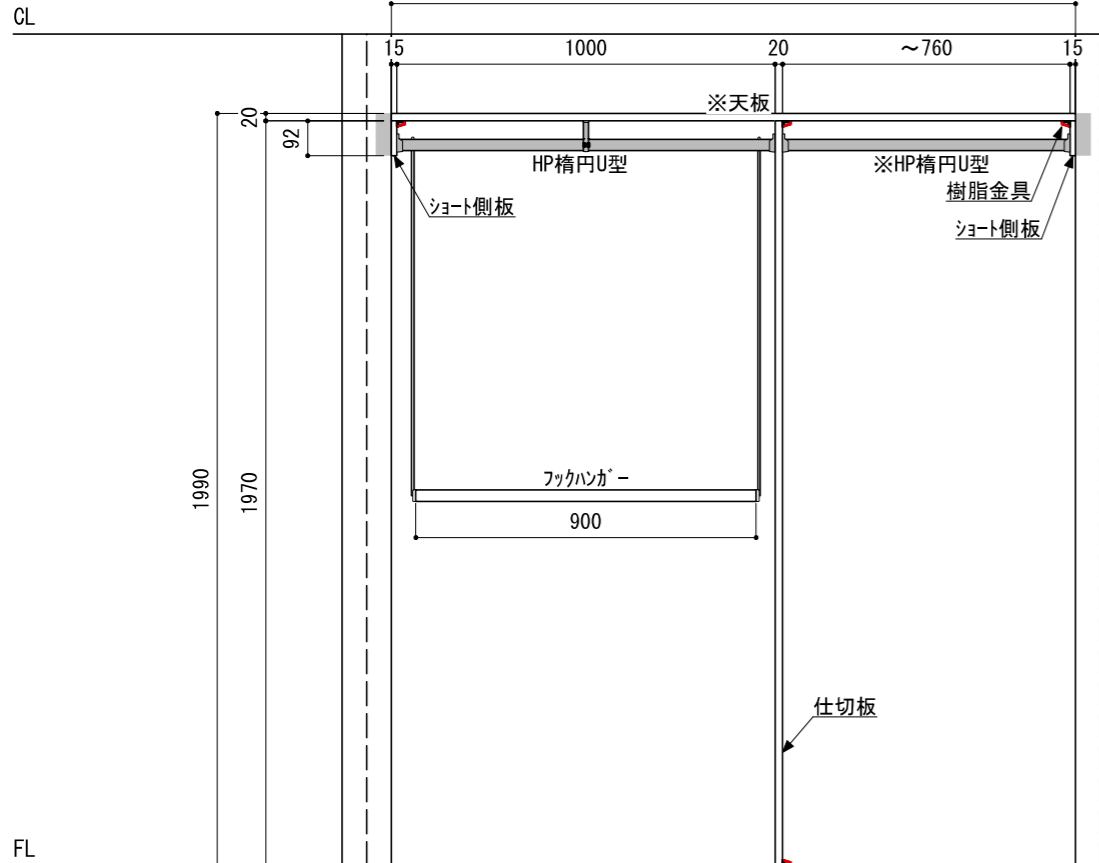 CL
15
1000
20
～760
15
※天板
20
92
HP楕円U型
※HP楕円U型
樹脂金具
ｼｮｰﾄ側板
ｼｮｰﾄ側板
ﾌｯｸﾊﾝｶﾞｰ
900
1990
1970
仕切板
FL